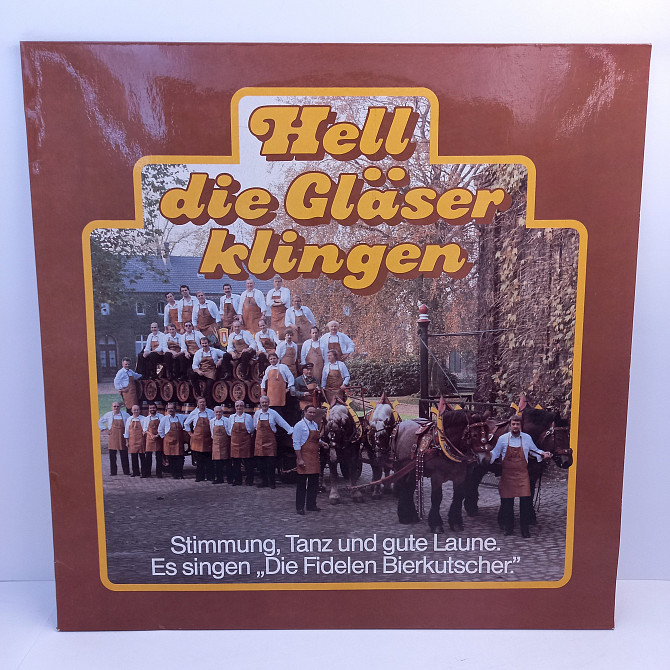 Hell
die Gläser
klingen
Stimmung, Tanz und gute Laune.
Es singen „Die Fidelen Bierkutscher.”